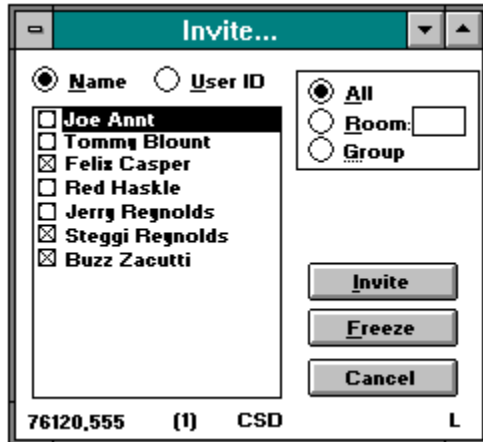 Invite...
Name User ID
All
Room:
Group
Joe Annt
Tommy Blount
Felix Casper
Red Haskle
Jerry Reynolds
Steggi Reynolds
Buzz Zacutti
Invite
Freeze
Cancel
76120,555 (1) CSD L